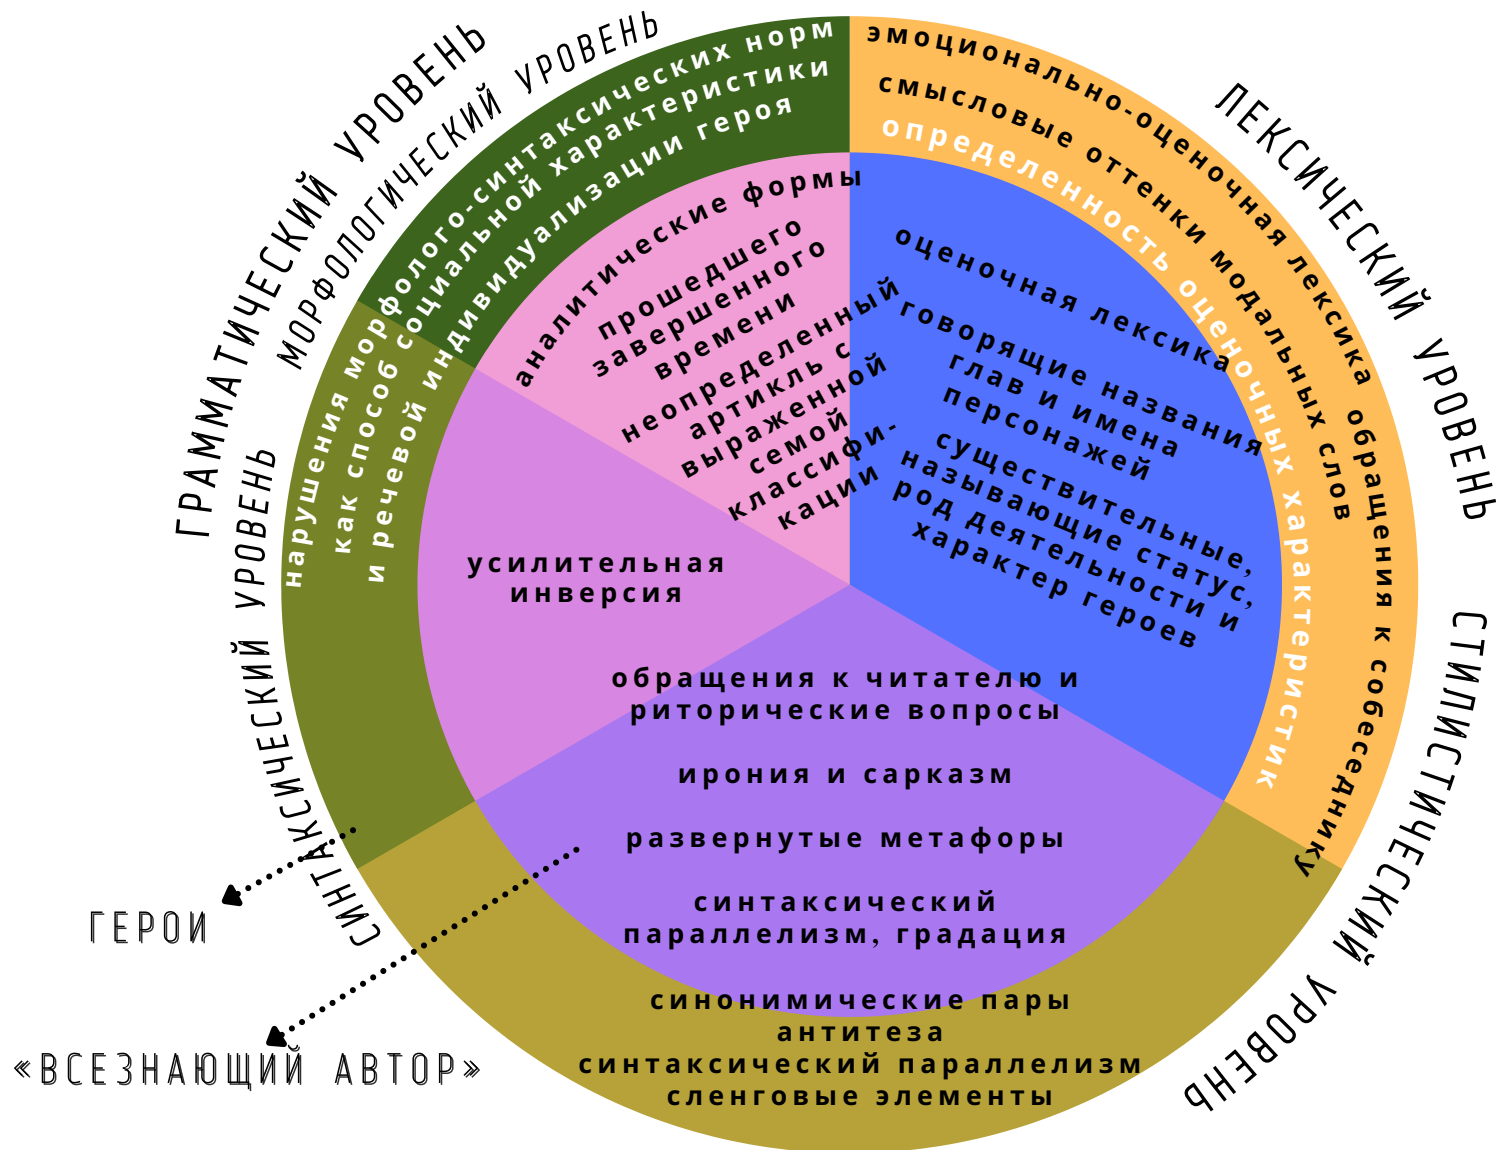 ГРАММАТИЧЕСКИЙ УРОВЕНЬ
МОРФОЛОГИЧЕСКИЙ УРОВЕНЬ
СИНТАКСИЧЕСКИЙ УРОВЕНЬ
ЛЕКСИЧЕСКИЙ УРОВЕНЬ
СТИЛИСТИЧЕСКИЙ УРОВЕНЬ
нарушения морфолого-синтаксических норм
как способ социальной характеристики
и речевой индивидуализации героя
эмоционально-оценочная лексика обращения к собеседнику
смысловые оттенки модальных слов
определенность оценочных характеристик
аналитические формы
прошедшего
завершенного
времени
неопределенный
артикль с
выраженной
семой
классифи-
кации
оценочная лексика
говорящие названия
глав и имена
персонажей
существительные,
называющие статус,
род деятельности и
характер героев
усилительная
инверсия
обращения к читателю и
риторические вопросы
ирония и сарказм
развернутые метафоры
синтаксический
параллелизм, градация
синонимические пары
антитеза
синтаксический параллелизм
сленговые элементы
ГЕРОИ
«ВСЕЗНАЮЩИЙ АВТОР»